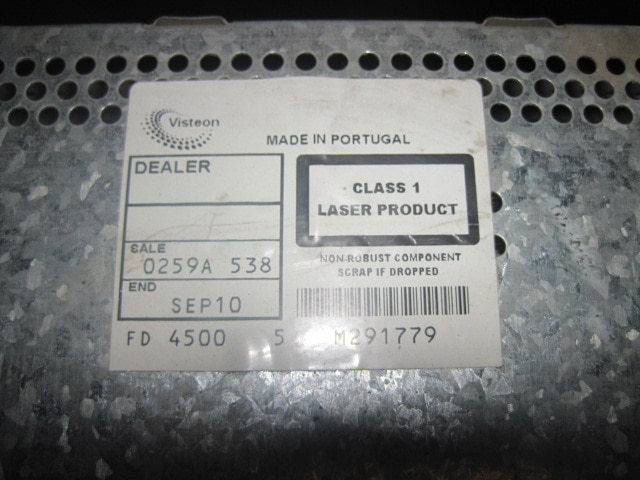 Visteon
MADE IN PORTUGAL
DEALER
CLASS 1
LASER PRODUCT
SALE
0259A 538
NON-ROBUST COMPONENT
SCRAP IF DROPPED
END
SEP10
FD 4500 5 M291779